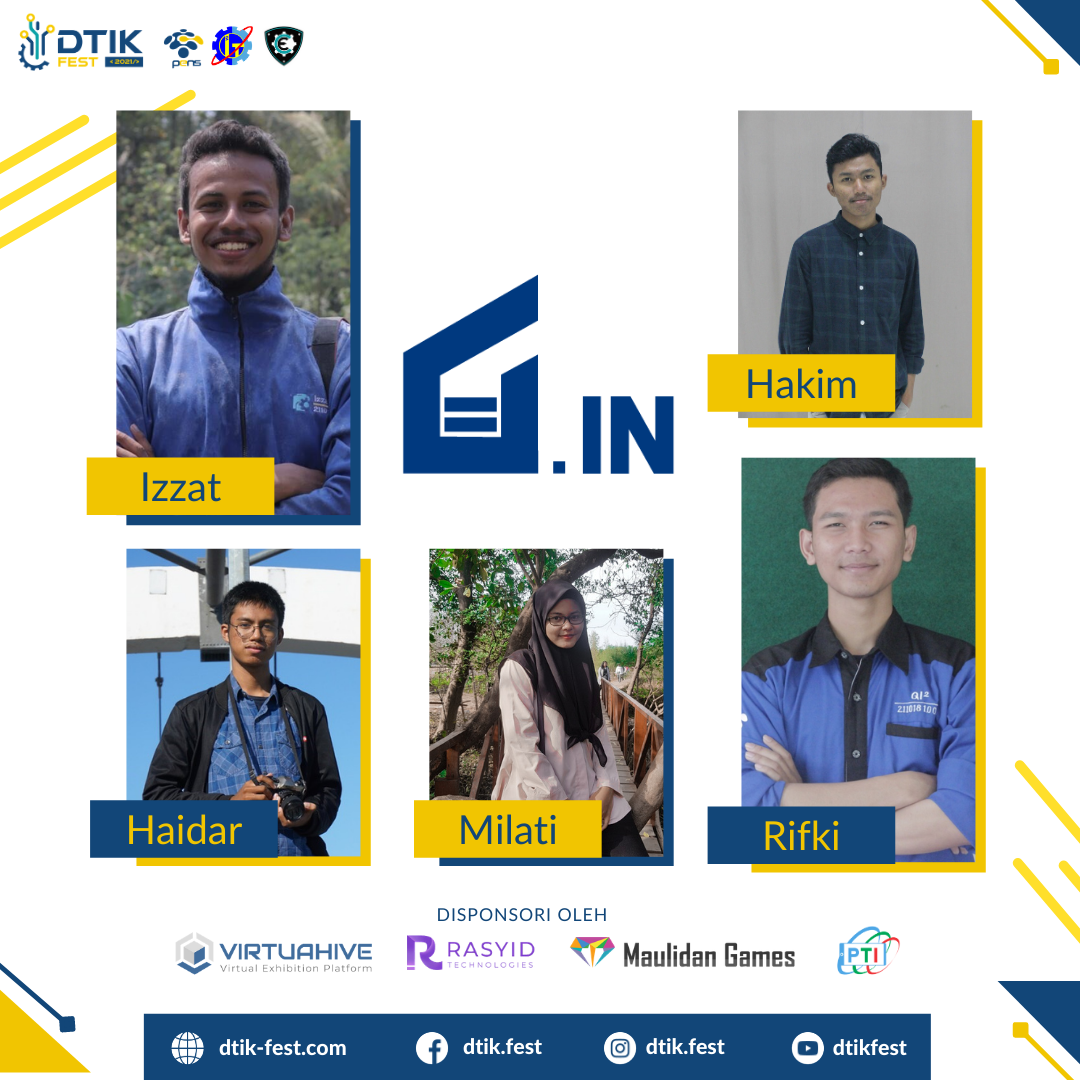 DTIK
FEST <2021/>
pens
Izzat
Hakim
.IN
QI²
Haidar
Milati
Rifki
DISPONSORI OLEH
VIRTUAHIVE
Virtual Exhibition Platform
RASYID
TECHNOLOGIES
Maulidan Games
PTI
dtik-fest.com
dtik.fest
dtik.fest
dtikfest